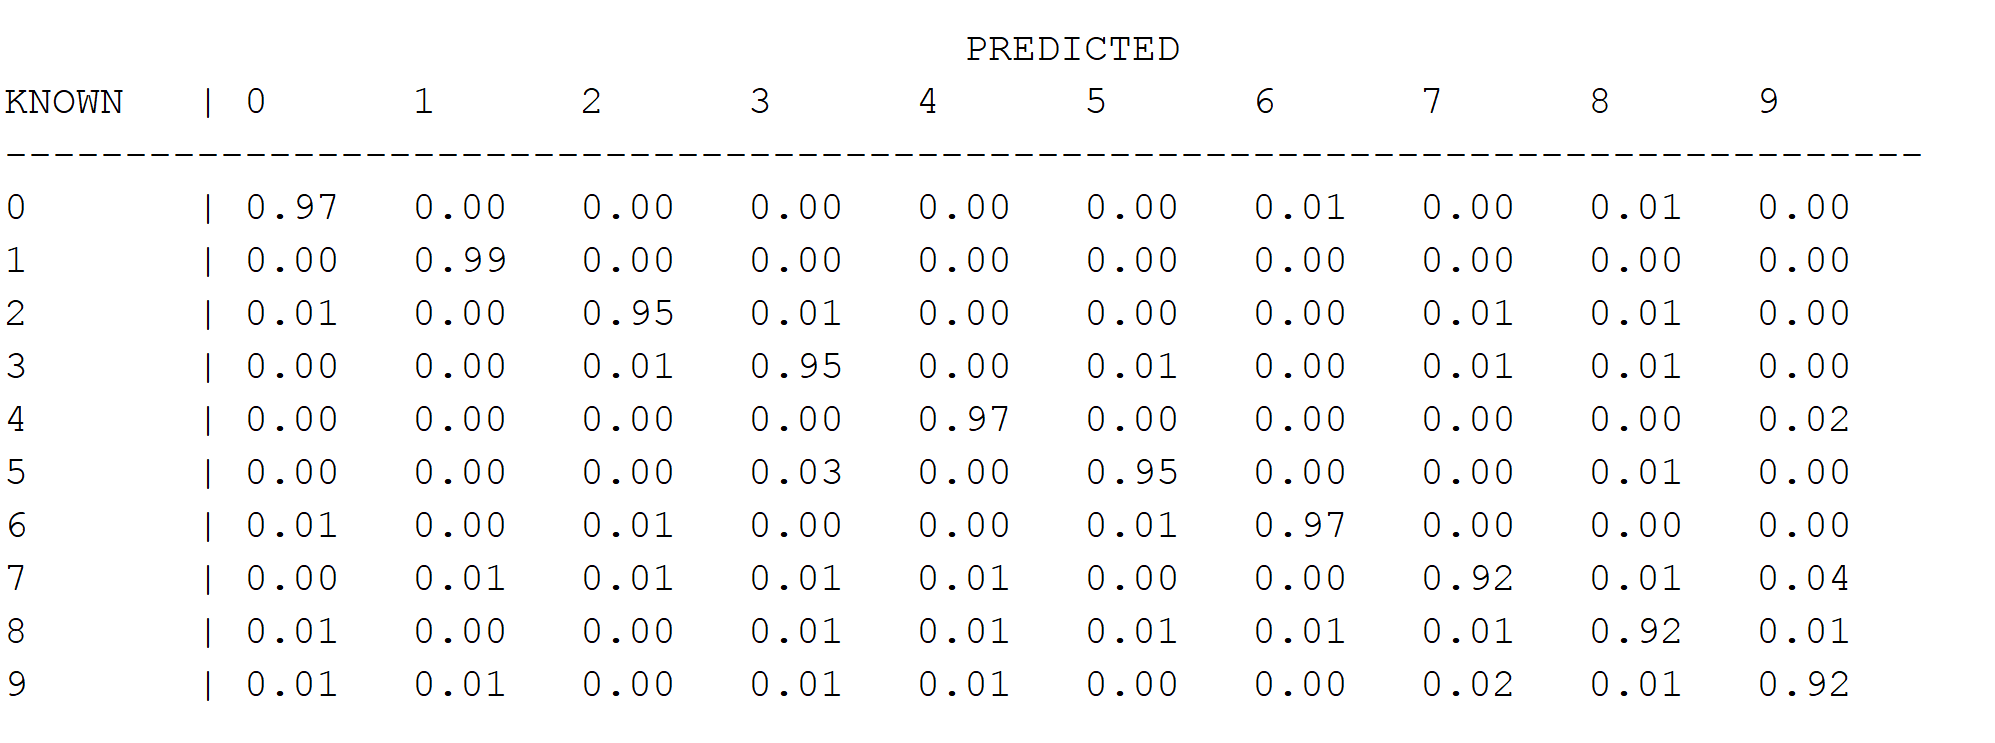 PREDICTED
KNOWN | 0 1 2 3 4 5 6 7 8 9
--------------------------------------------------------------------------------
0 | 0.97 0.00 0.00 0.00 0.00 0.00 0.01 0.00 0.01 0.00
1 | 0.00 0.99 0.00 0.00 0.00 0.00 0.00 0.00 0.00 0.00
2 | 0.01 0.00 0.95 0.01 0.00 0.00 0.00 0.01 0.01 0.00
3 | 0.00 0.00 0.01 0.95 0.00 0.01 0.00 0.01 0.01 0.00
4 | 0.00 0.00 0.00 0.00 0.97 0.00 0.00 0.00 0.00 0.02
5 | 0.00 0.00 0.00 0.03 0.00 0.95 0.00 0.00 0.01 0.00
6 | 0.01 0.00 0.01 0.00 0.00 0.01 0.97 0.00 0.00 0.00
7 | 0.00 0.01 0.01 0.01 0.01 0.00 0.00 0.92 0.01 0.04
8 | 0.01 0.00 0.00 0.01 0.01 0.01 0.01 0.01 0.92 0.01
9 | 0.01 0.01 0.00 0.01 0.01 0.00 0.00 0.02 0.01 0.92